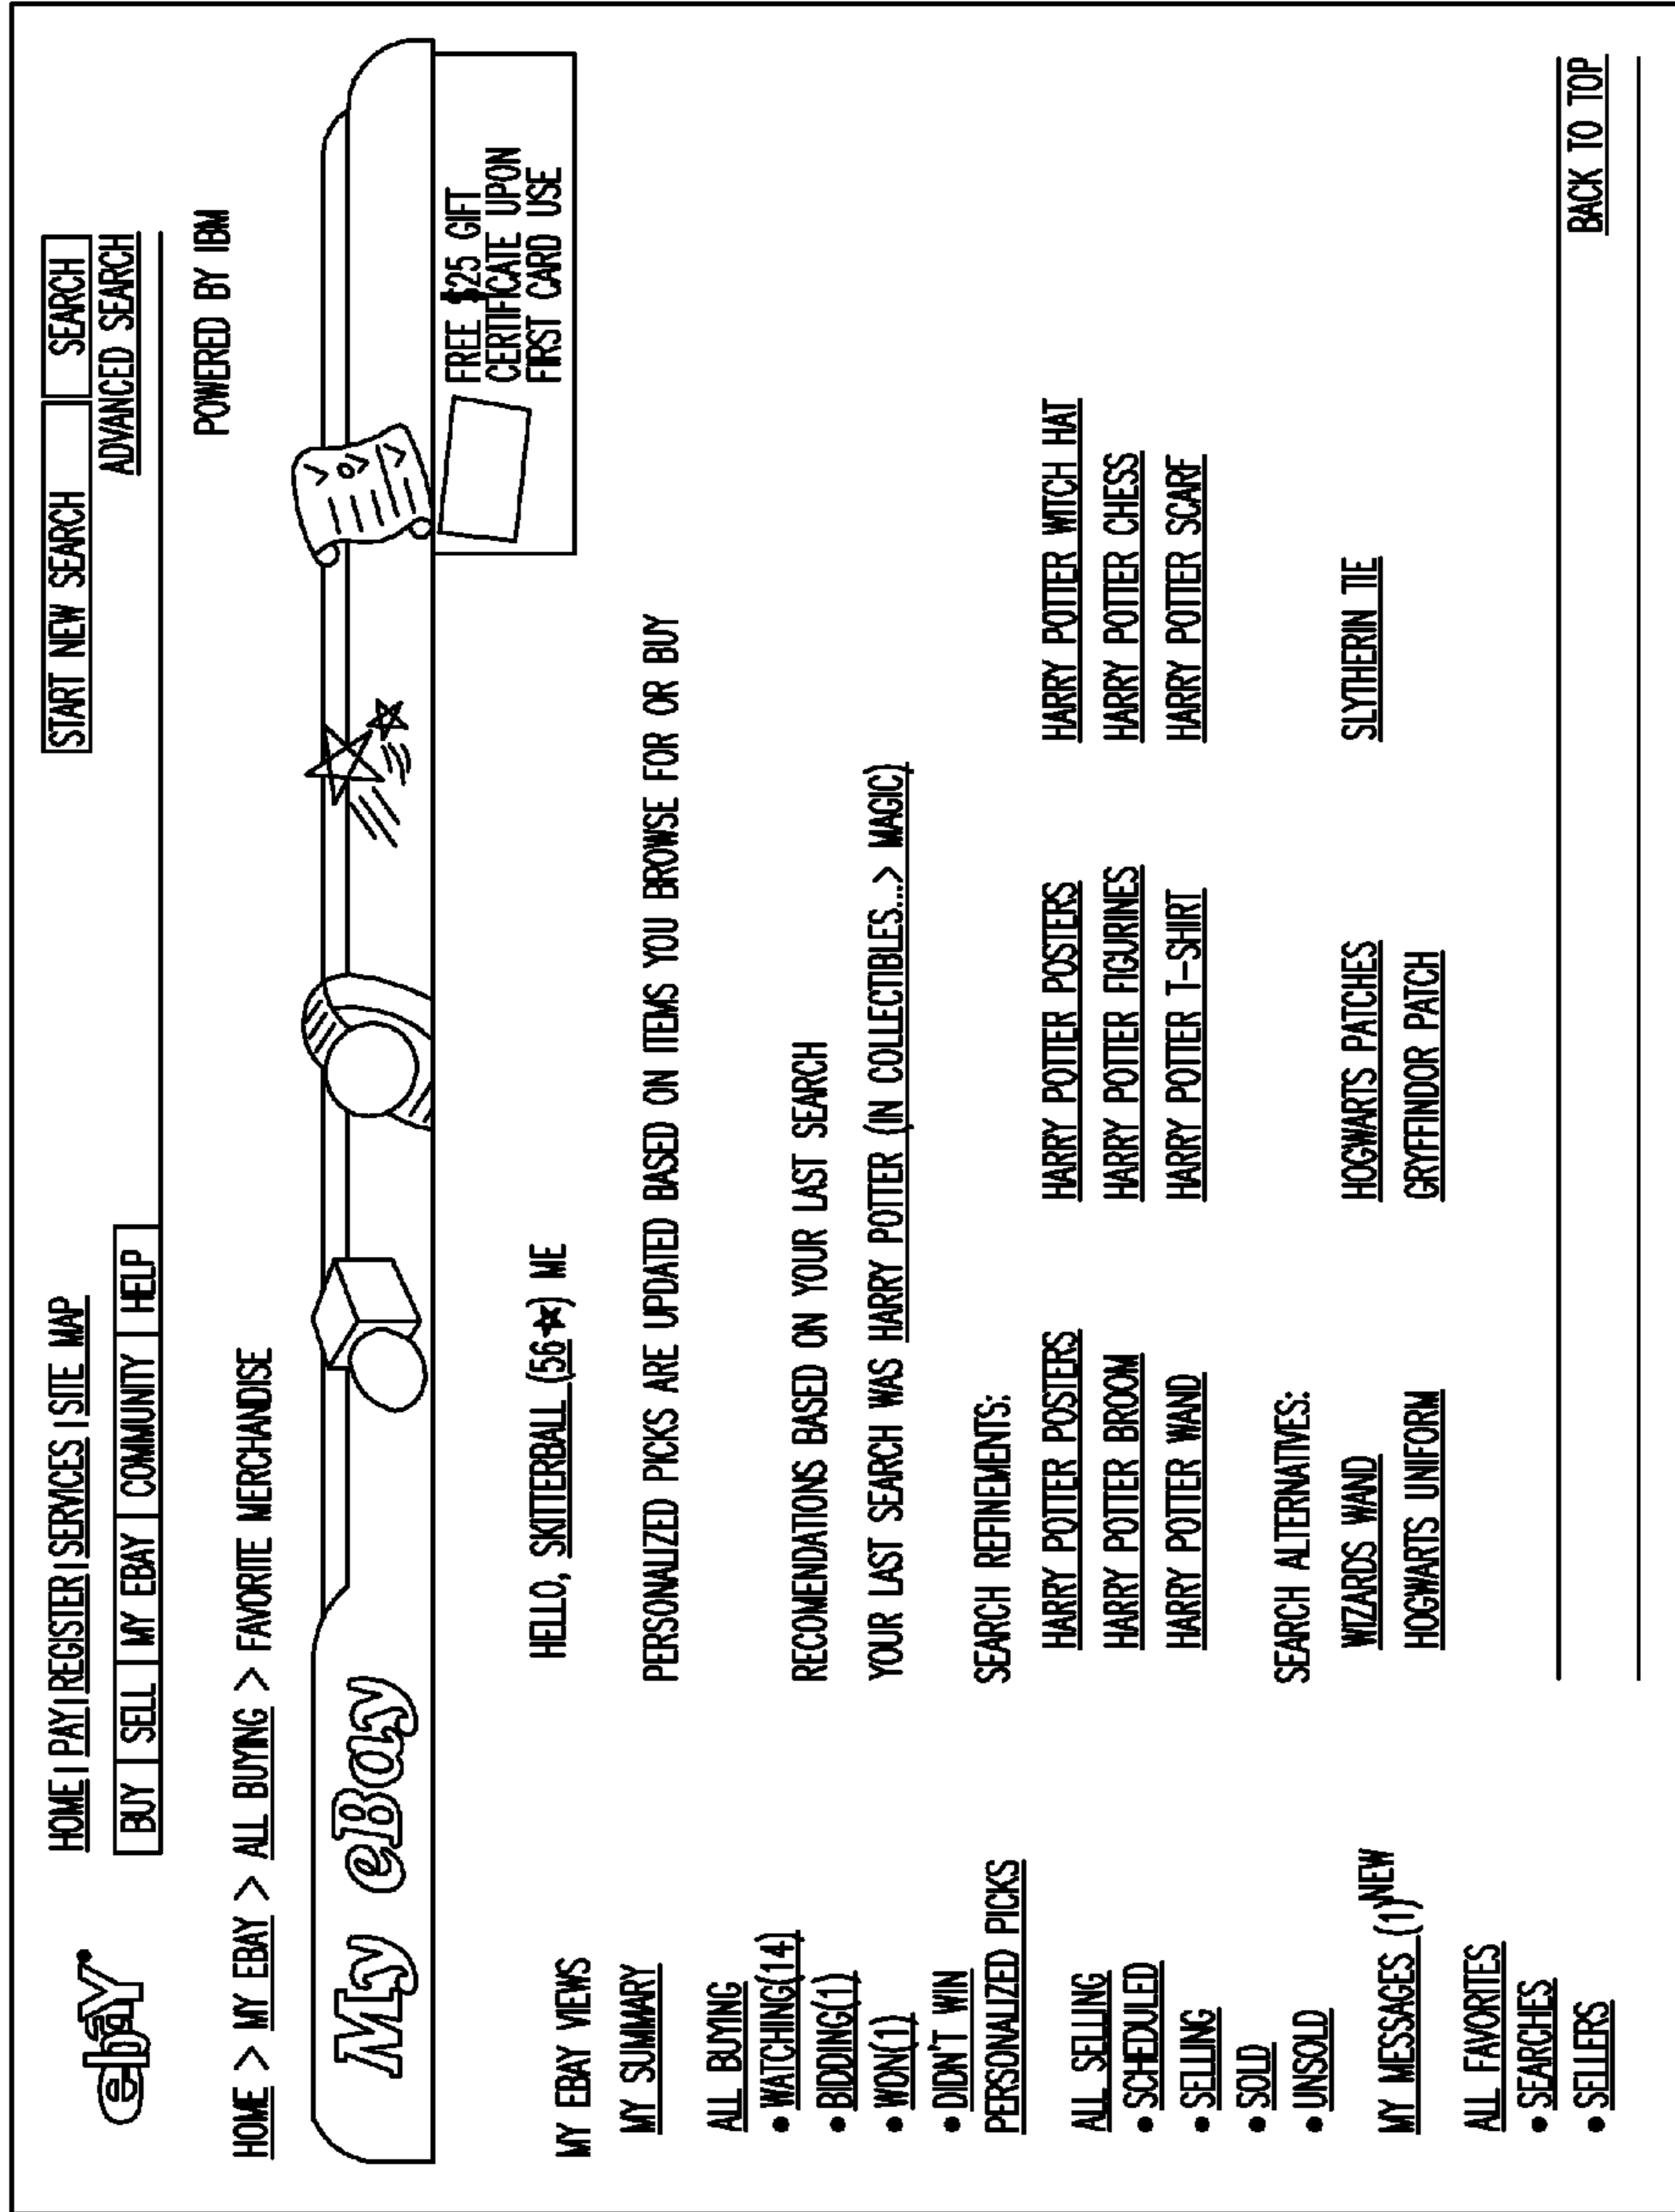 ebaY
HOME | PAY | REGISTER | SERVICES | SITE MAP
START NEW SEARCH SEARCH
BUY SELL MY EBAY COMMUNITY HELP
ADVANCED SEARCH
HOME > MY EBAY > ALL BUYING > FAVORITE MERCHANDISE
POWERED BY IBM
My eBay
FREE $25 GIFT
CERTIFICATE UPON
FIRST CARD USE
MY EBAY VIEWS
MY SUMMARY
ALL BUYING
• WATCHING(14)
• BIDDING(1)
• WON(1)
• DIDN'T WIN
PERSONALIZED PICKS
ALL SELLING
• SCHEDULED
• SELLING
• SOLD
• UNSOLD
MY MESSAGES (1) NEW
ALL FAVORITES
• SEARCHES
• SELLERS
HELLO, SKITTERBALL (56★) ME
PERSONALIZED PICKS ARE UPDATED BASED ON ITEMS YOU BROWSE FOR OR BUY
RECOMENDATIONS BASED ON YOUR LAST SEARCH
YOUR LAST SEARCH WAS HARRY POTTER (IN COLLECTIBLES...> MAGIC)
SEARCH REFINEMENTS:
HARRY POTTER POSTERS HARRY POTTER POSTERS HARRY POTTER WITCH HAT
HARRY POTTER BROOM HARRY POTTER FIGURINES HARRY POTTER CHESS
HARRY POTTER WAND HARRY POTTER T-SHIRT HARRY POTTER SCARF
SEARCH ALTERNATIVES:
WIZARDS WAND HOGWARTS PATCHES SLYTHERIN TIE
HOGWARTS UNIFORM GRYFFINDOR PATCH
BACK TO TOP